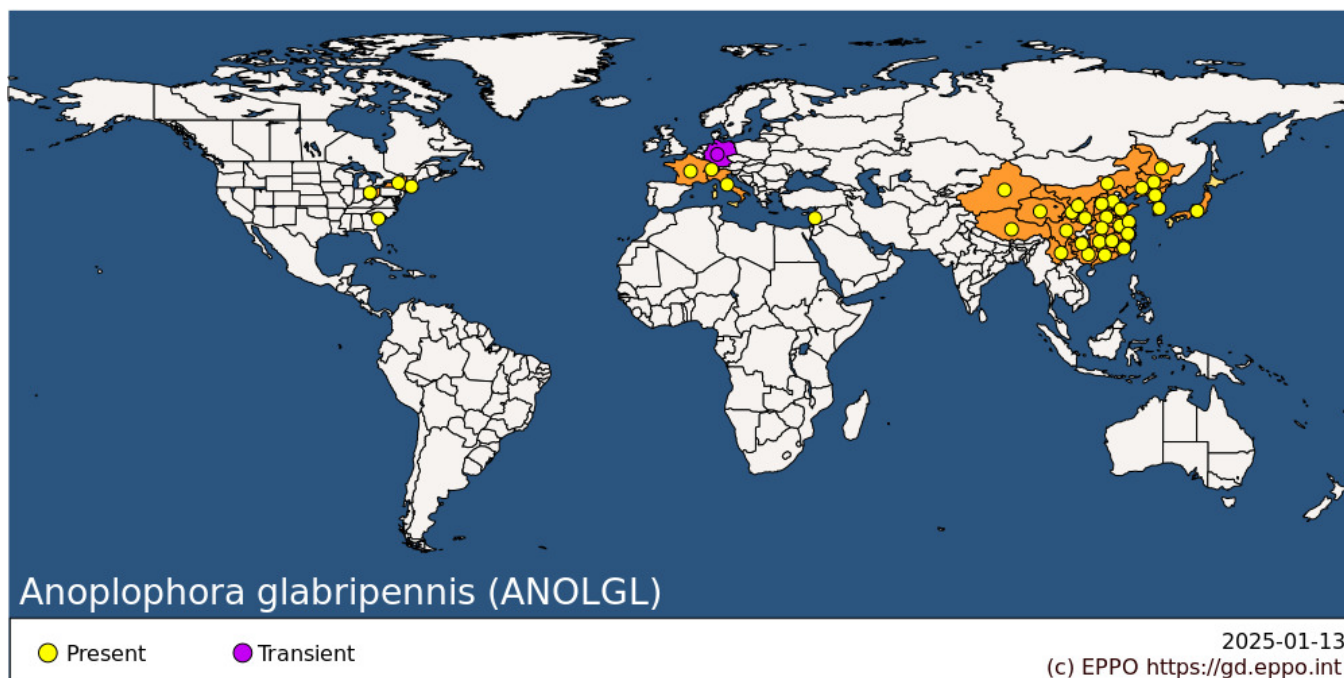 Anoplophora glabripennis (ANOLGL)
Present
Transient
2025-01-13
(c) EPPO https://gd.eppo.int